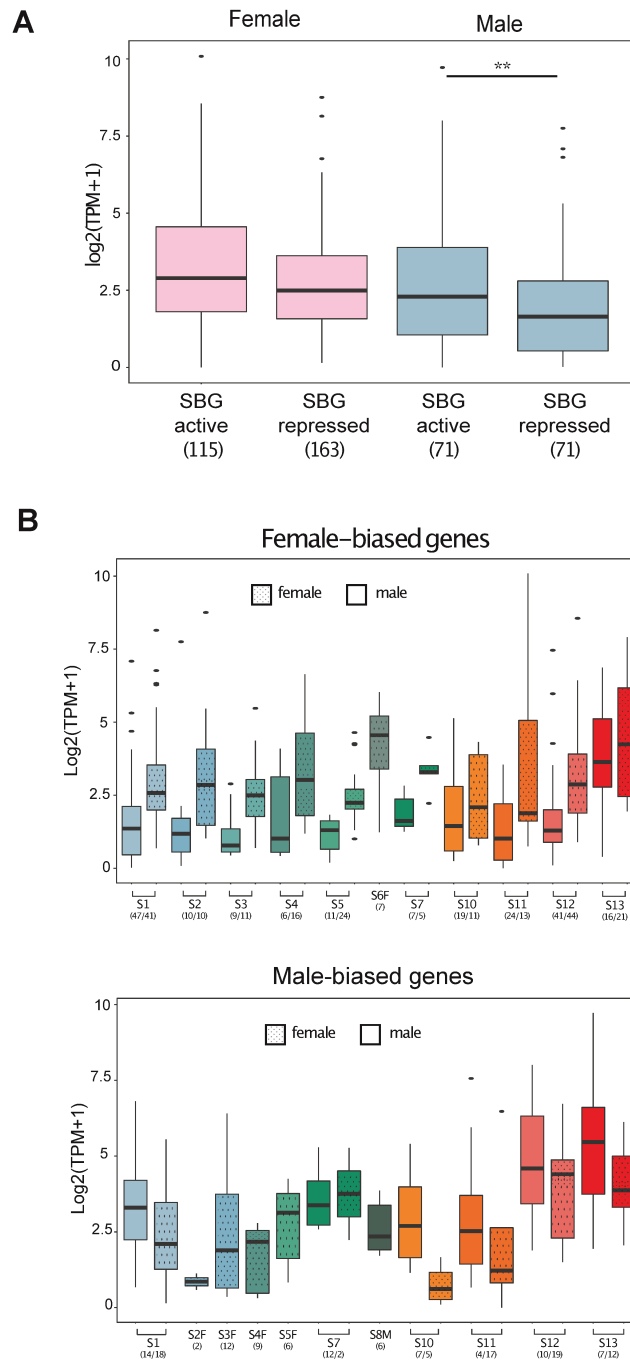 A
Female Male
log2(TPM+1)
10
7.5
5
2.5
0
**
SBG active (115)
SBG repressed (163)
SBG active (71)
SBG repressed (71)
B
Female–biased genes
female male
Log2(TPM+1)
10
7.5
5
2.5
0
S1 S2 S3 S4 S5 S6F S7 S10 S11 S12 S13
(47/41) (10/10) (9/11) (6/16) (11/24) (7) (7/5) (19/11) (24/13) (41/44) (16/21)
Male-biased genes
female male
Log2(TPM+1)
10
7.5
5
2.5
0
S1 S2F S3F S4F S5F S7 S8M S10 S11 S12 S13
(14/18) (2) (12) (9) (6) (12/2) (6) (7/5) (4/17) (10/19) (7/12)